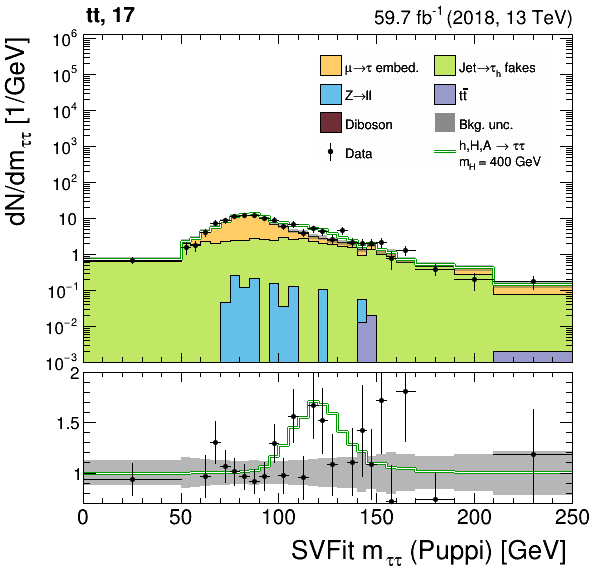 tt, 17
59.7 fb⁻¹ (2018, 13 TeV)
dN/dm_ττ [1/GeV]
10⁶
10⁵
10⁴
10³
10²
10
1
10⁻¹
10⁻²
10⁻³
μ→τ embed.
Jet→τ_h fakes
Z→ll
tt̄
Diboson
Bkg. unc.
Data
h,H,A → ττ
m_H = 400 GeV
2
1.5
1
0 50 100 150 200 250
SVFit m_ττ (Puppi) [GeV]